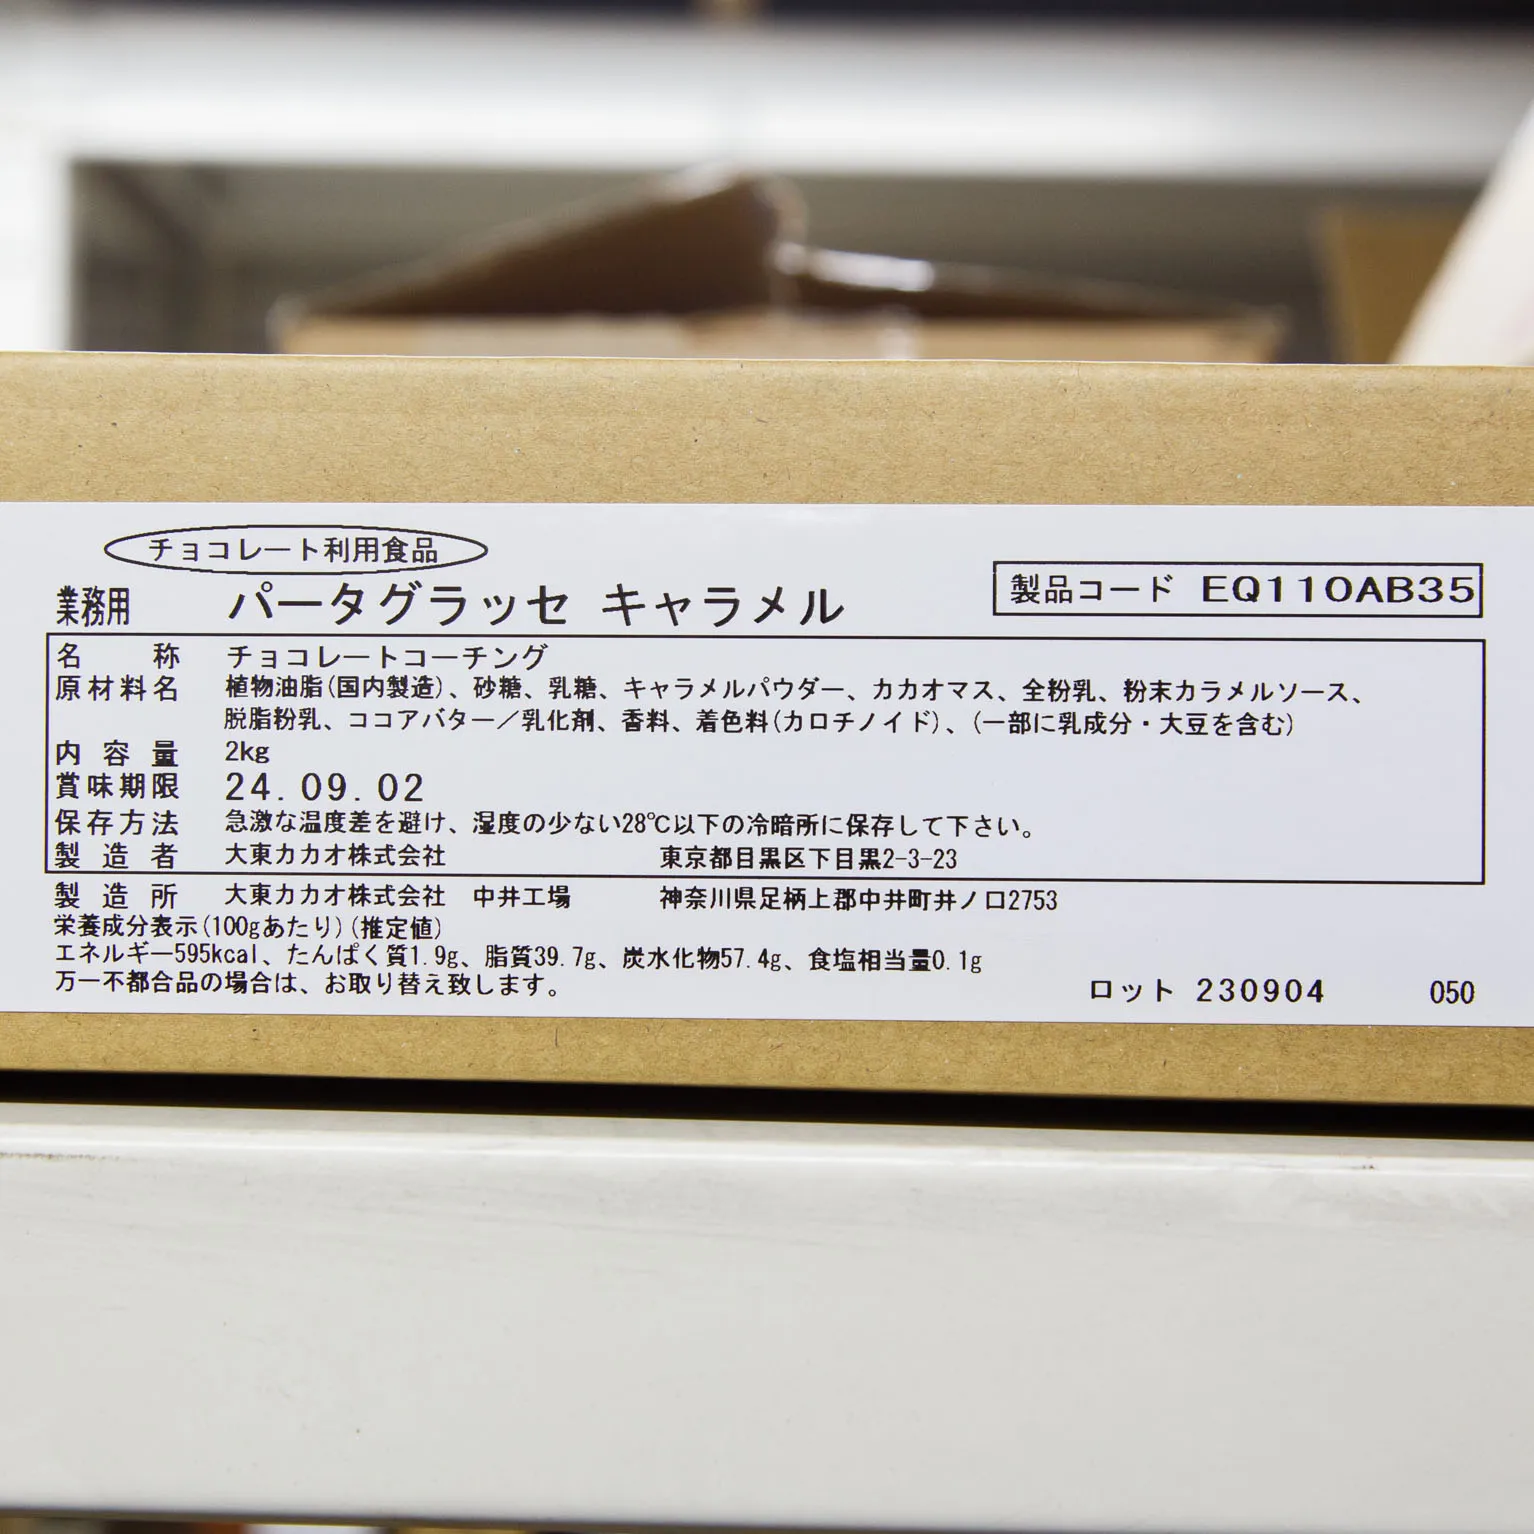 チョコレート利用食品
業務用 パータグラッセ キャラメル
製品コード EQ110AB35
名称 チョコレートコーチング
原材料名 植物油脂(国内製造)、砂糖、乳糖、キャラメルパウダー、カカオマス、全粉乳、粉末カラメルソース、
脱脂粉乳、ココアバター／乳化剤、香料、着色料(カロチノイド)、(一部に乳成分・大豆を含む)
内容量 2kg
賞味期限 24.09.02
保存方法 急激な温度差を避け、湿度の少ない28℃以下の冷暗所に保存して下さい。
製造者 大東カカオ株式会社 東京都目黒区下目黒2-3-23
製造所 大東カカオ株式会社 中井工場 神奈川県足柄上郡中井町井ノ口2753
栄養成分表示(100gあたり)(推定値)
エネルギー595kcal、たんぱく質1.9g、脂質39.7g、炭水化物57.4g、食塩相当量0.1g
万一不都合品の場合は、お取り替え致します。
ロット 230904 050